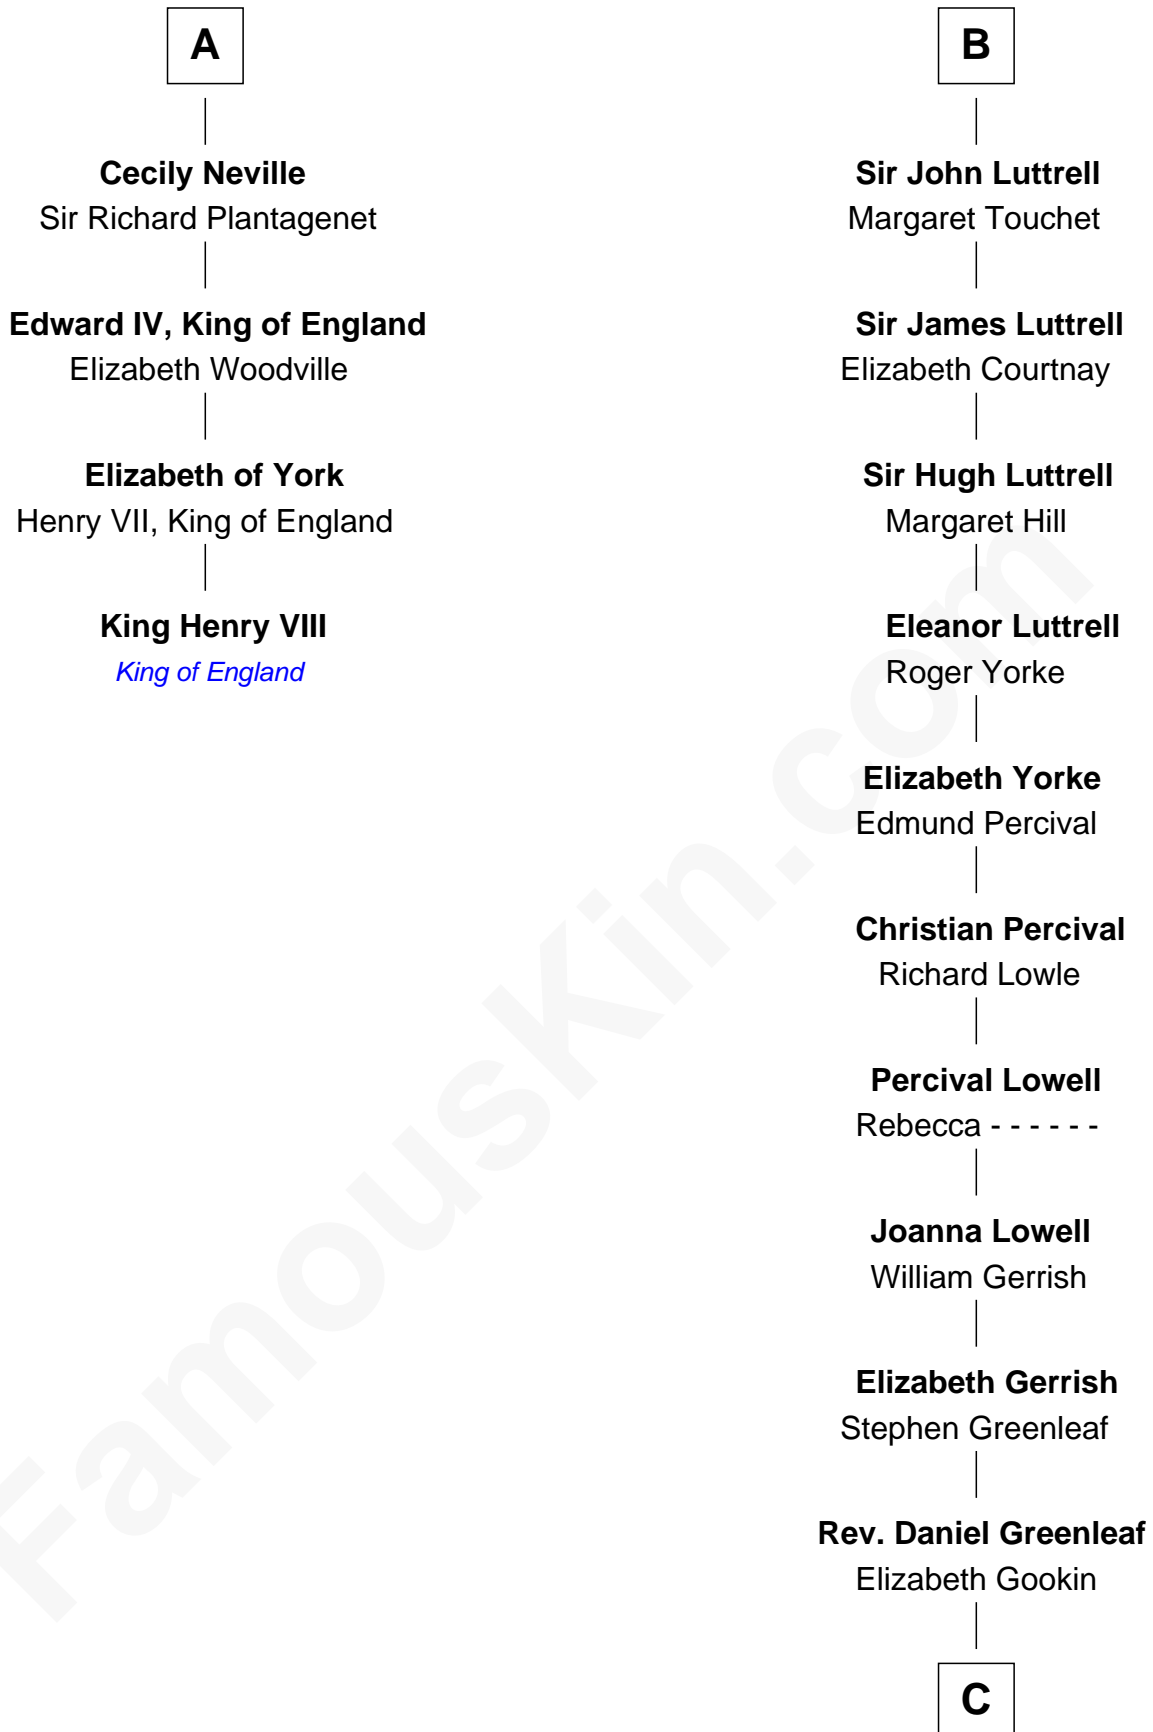 A
Cecily Neville
Sir Richard Plantagenet
Edward IV, King of England
Elizabeth Woodville
Elizabeth of York
Henry VII, King of England
King Henry VIII
King of England
B
Sir John Luttrell
Margaret Touchet
Sir James Luttrell
Elizabeth Courtnay
Sir Hugh Luttrell
Margaret Hill
Eleanor Luttrell
Roger Yorke
Elizabeth Yorke
Edmund Percival
Christian Percival
Richard Lowle
Percival Lowell
Rebecca - - - - - -
Joanna Lowell
William Gerrish
Elizabeth Gerrish
Stephen Greenleaf
Rev. Daniel Greenleaf
Elizabeth Gookin
C
FamousKin.com